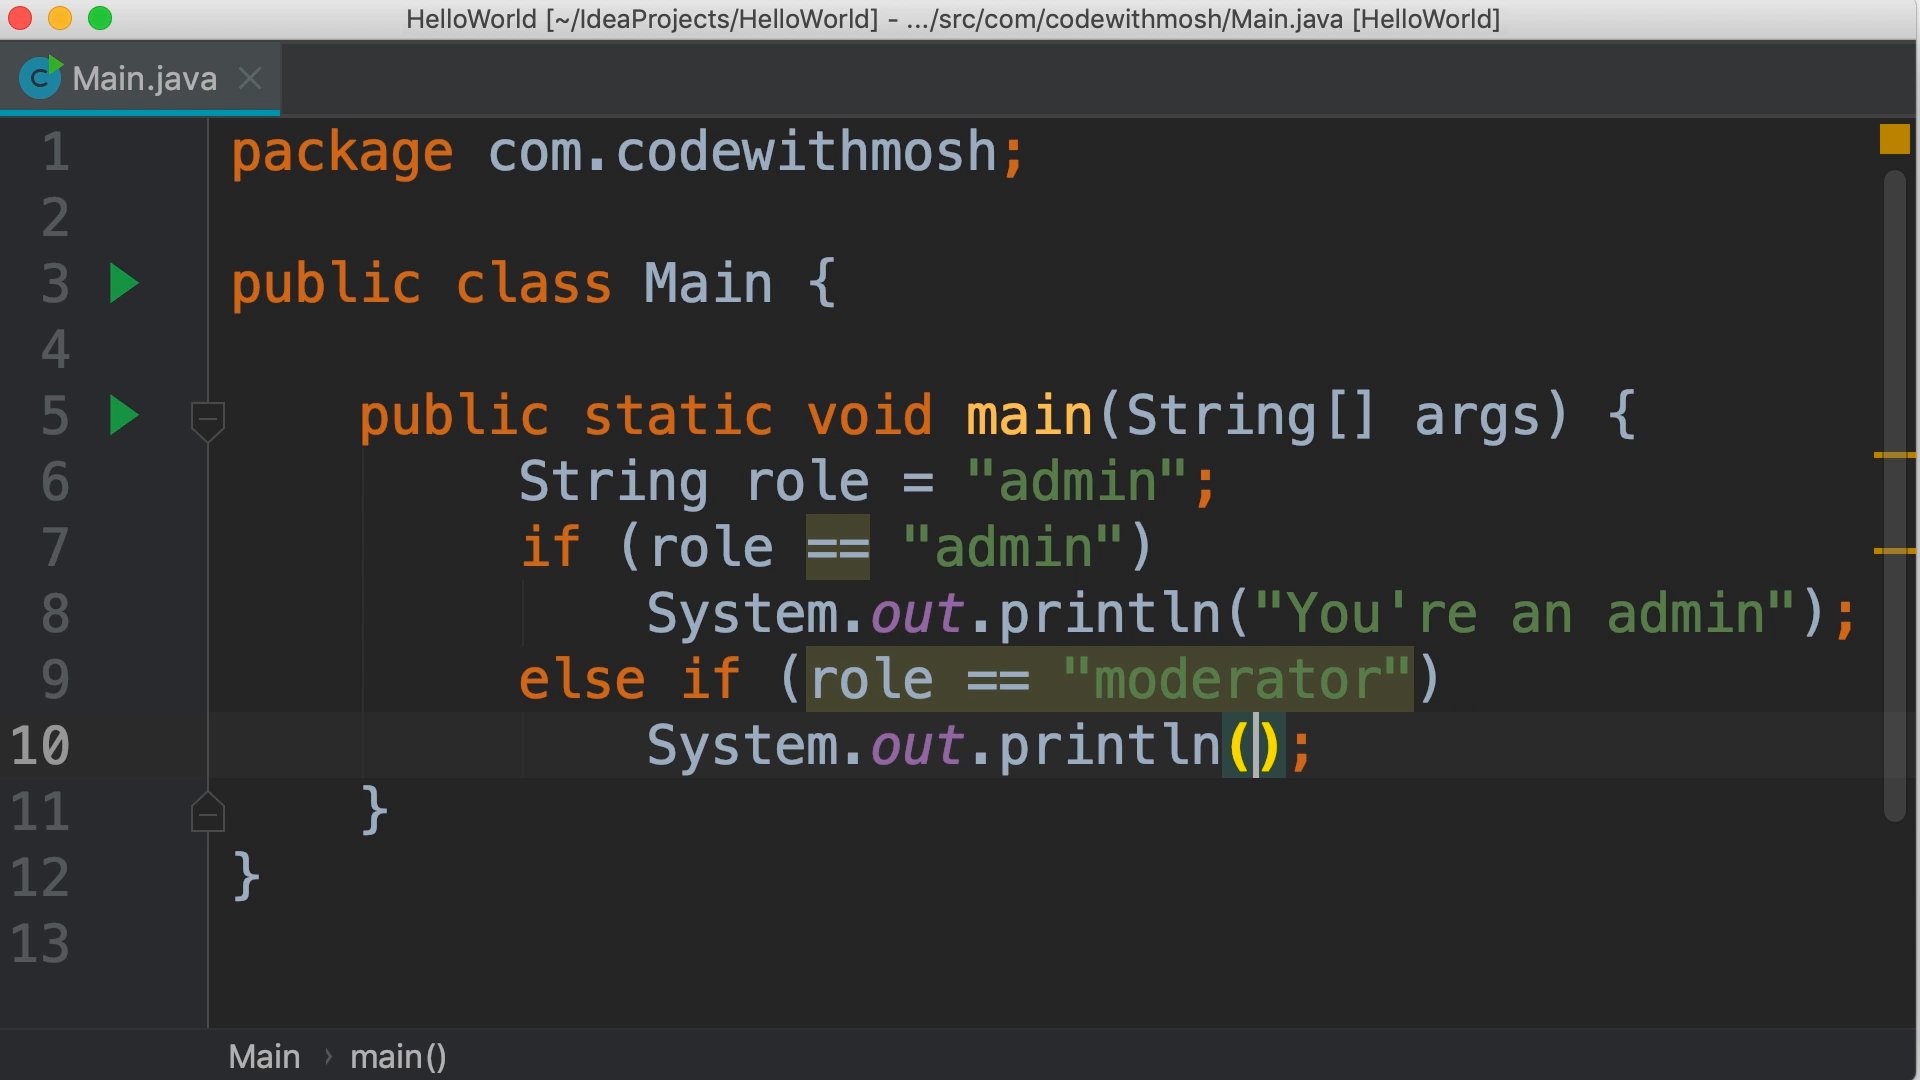 HelloWorld [~/IdeaProjects/HelloWorld] - .../src/com/codewithmosh/Main.java [HelloWorld]
C Main.java
1 package com.codewithmosh;
2
3 public class Main {
4
5 public static void main(String[] args) {
6 String role = "admin";
7 if (role == "admin")
8 System.out.println("You're an admin");
9 else if (role == "moderator")
10 System.out.println();
11 }
12 }
13
Main › main()